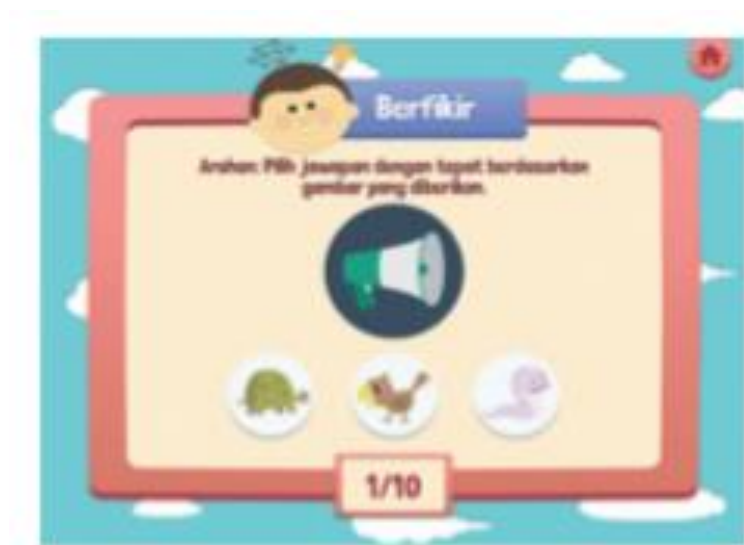 Berfikir
Arahan: Pilih jawapan dengan tepat berdasarkan
gambar yang diberikan.
1/10